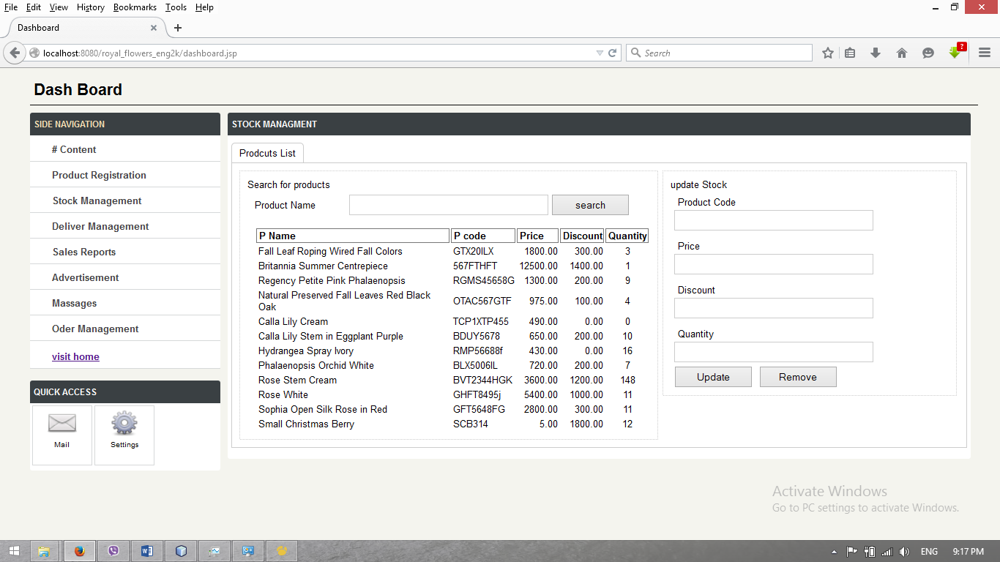 File Edit View History Bookmarks Tools Help
Dashboard
localhost:8080/royal_flowers_eng2k/dashboard.jsp
Search
?
Dash Board
SIDE NAVIGATION
# Content
Product Registration
Stock Management
Deliver Management
Sales Reports
Advertisement
Massages
Oder Management
visit home
QUICK ACCESS
Mail Settings
STOCK MANAGMENT
Prodcuts List
Search for products
Product Name search
P Name P code Price Discount Quantity
Fall Leaf Roping Wired Fall Colors GTX20ILX 1800.00 300.00 3
Britannia Summer Centrepiece 567FTHFT 12500.00 1400.00 1
Regency Petite Pink Phalaenopsis RGMS45658G 1300.00 200.00 9
Natural Preserved Fall Leaves Red Black
Oak OTAC567GTF 975.00 100.00 4
Calla Lily Cream TCP1XTP455 490.00 0.00 0
Calla Lily Stem in Eggplant Purple BDUY5678 650.00 200.00 10
Hydrangea Spray Ivory RMP56688f 430.00 0.00 16
Phalaenopsis Orchid White BLX5006IL 720.00 200.00 7
Rose Stem Cream BVT2344HGK 3600.00 1200.00 148
Rose White GHFT8495j 5400.00 1000.00 11
Sophia Open Silk Rose in Red GFT5648FG 2800.00 300.00 11
Small Christmas Berry SCB314 5.00 1800.00 12
update Stock
Product Code
Price
Discount
Quantity
Update Remove
Activate Windows
Go to PC settings to activate Windows.
ENG 9:17 PM